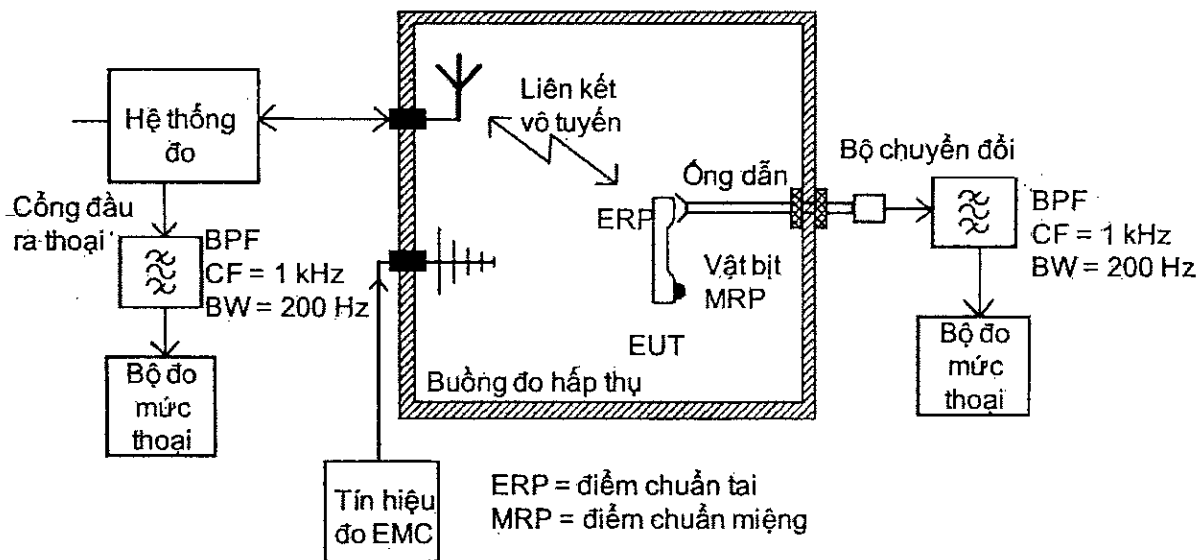 Hệ thống
đo
Cổng đầu
ra thoại
BPF
CF = 1 kHz
BW = 200 Hz
Bộ đo
mức
thoại
Tín hiệu
đo EMC
Liên kết
vô tuyến
Ống dẫn
ERP
Vật bịt
MRP
EUT
Buồng đo hấp thụ
Bộ chuyển đổi
BPF
CF = 1 kHz
BW = 200 Hz
Bộ đo
mức
thoại
ERP = điểm chuẩn tai
MRP = điểm chuẩn miệng